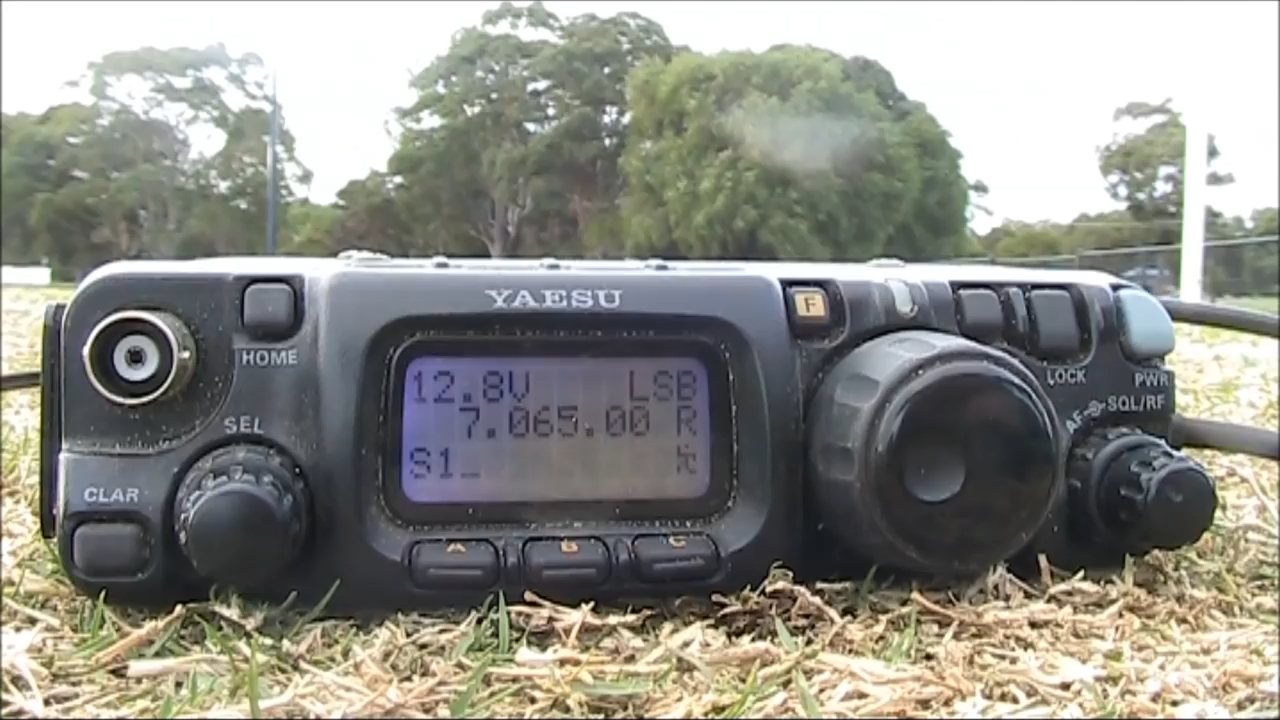 YAESU
F
HOME
LOCK
PWR
12.8V LSB
7.065.00 R
S1
SEL
AF SQL/RF
CLAR
A B C